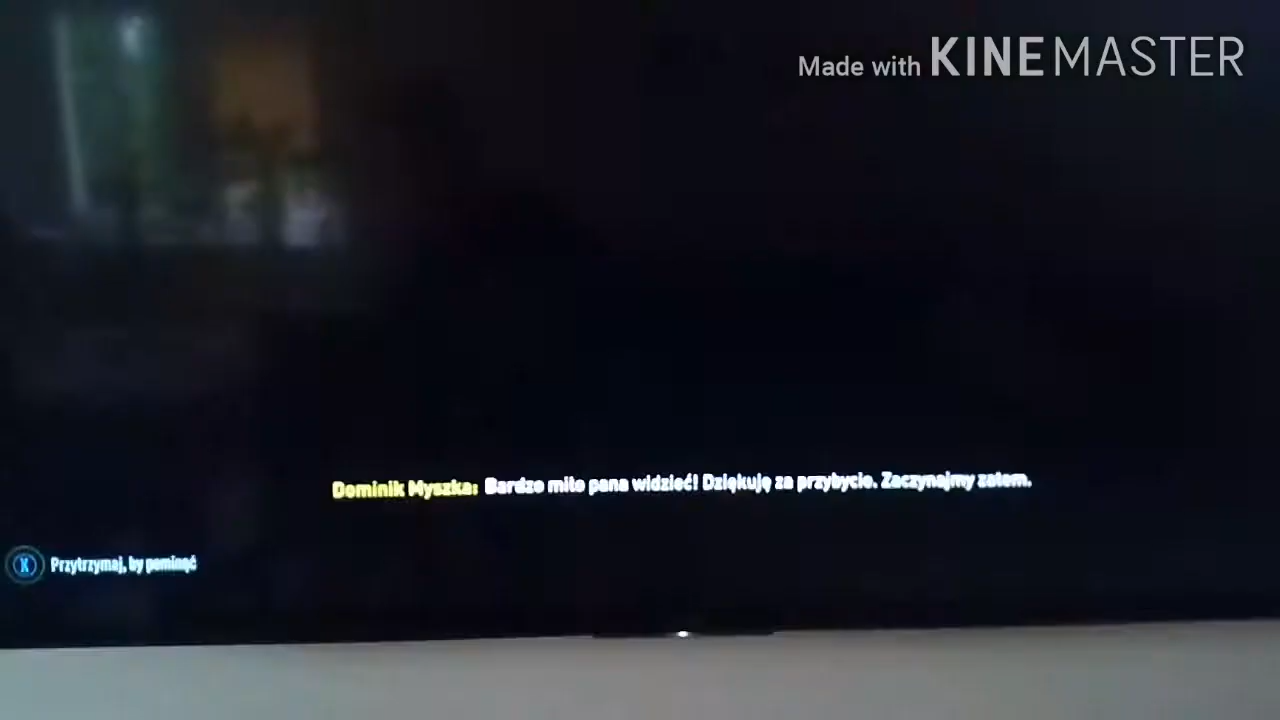 Made with KINEMASTER
Dominik Myszka: Bardzo miło pana widzieć! Dziękuję za przybycie. Zaczynajmy zatem.
X Przytrzymaj, by pominąć